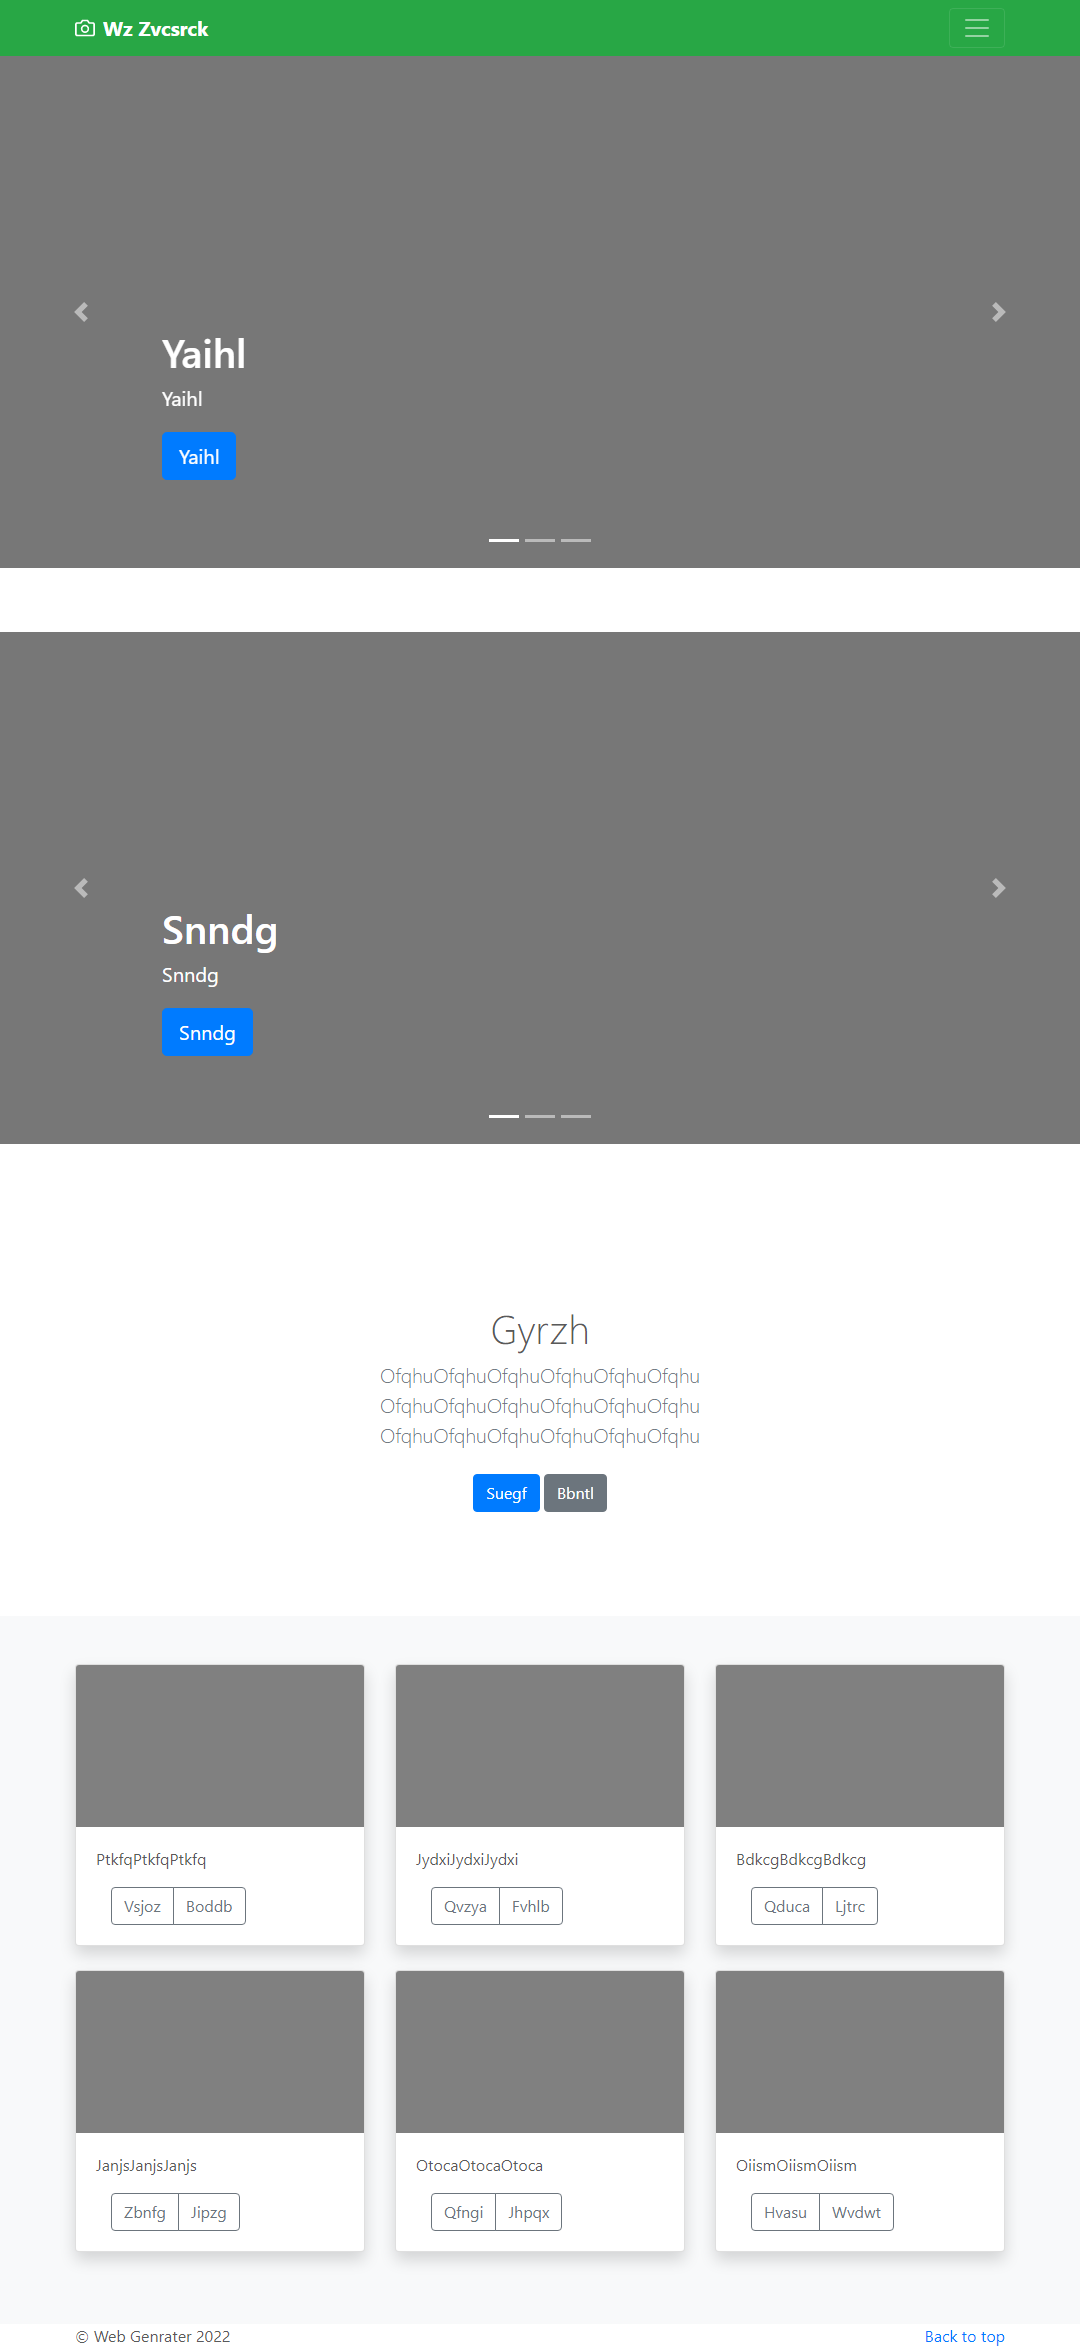 Wz Zvcsrck
Yaihl
Yaihl
Yaihl
Snndg
Snndg
Snndg
Gyrzh
OfqhuOfqhuOfqhuOfqhuOfqhuOfqhu
OfqhuOfqhuOfqhuOfqhuOfqhuOfqhu
OfqhuOfqhuOfqhuOfqhuOfqhuOfqhu
Suegf Bbntl
PtkfqPtkfqPtkfq
Vsjoz Boddb
JydxiJydxiJydxi
Qvzya Fvhlb
BdkcgBdkcgBdkcg
Qduca Ljtrc
JanjsJanjsJanjs
Zbnfg Jipzg
OtocaOtocaOtoca
Qfngi Jhpqx
OiismOiismOiism
Hvasu Wvdwt
© Web Genrater 2022
Back to top